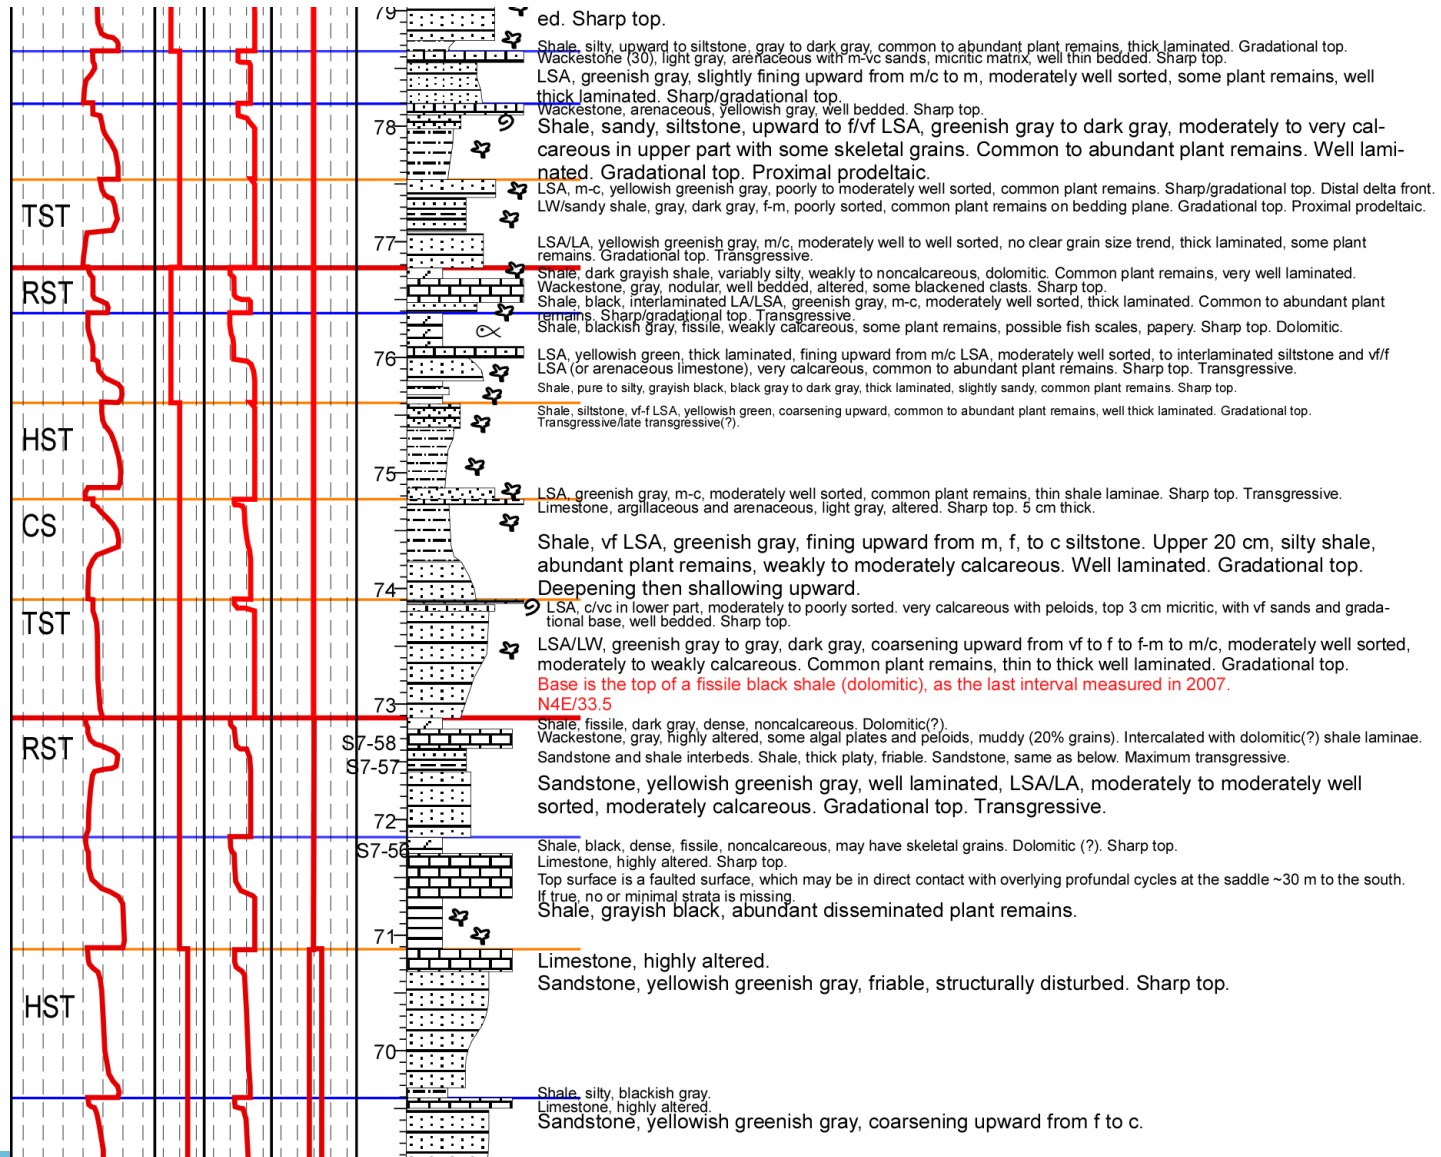 79
ed. Sharp top.
Shale, silty, upward to siltstone, gray to dark gray, common to abundant plant remains, thick laminated. Gradational top.
Wackestone (30), light gray, arenaceous with m-vc sands, micritic matrix, well thin bedded. Sharp top.
LSA, greenish gray, slightly fining upward from m/c to m, moderately well sorted, some plant remains, well
thick laminated. Sharp/gradational top.
Wackestone, arenaceous, yellowish gray, well bedded. Sharp top.
78
Shale, sandy, siltstone, upward to f/vf LSA, greenish gray to dark gray, moderately to very cal-
careous in upper part with some skeletal grains. Common to abundant plant remains. Well lami-
nated. Gradational top. Proximal prodeltaic.
LSA, m-c, yellowish greenish gray, poorly to moderately well sorted, common plant remains. Sharp/gradational top. Distal delta front.
TST
LW/sandy shale, gray, dark gray, f-m, poorly sorted, common plant remains on bedding plane. Gradational top. Proximal prodeltaic.
77
LSA/LA, yellowish greenish gray, m/c, moderately well to well sorted, no clear grain size trend, thick laminated, some plant
remains. Gradational top. Transgressive.
Shale, dark grayish shale, variably silty, weakly to noncalcareous, dolomitic. Common plant remains, very well laminated.
RST
Wackestone, gray, nodular, well bedded, altered, some blackened clasts. Sharp top.
Shale, black, interlaminated LA/LSA, greenish gray, m-c, moderately well sorted, thick laminated. Common to abundant plant
remains. Sharp/gradational top. Transgressive.
Shale, blackish gray, fissile, weakly calcareous, some plant remains, possible fish scales, papery. Sharp top. Dolomitic.
76
LSA, yellowish green, thick laminated, fining upward from m/c LSA, moderately well sorted, to interlaminated siltstone and vf/f
LSA (or arenaceous limestone), very calcareous, common to abundant plant remains. Sharp top. Transgressive.
Shale, pure to silty, grayish black, black gray to dark gray, thick laminated, slightly sandy, common plant remains. Sharp top.
Shale, siltstone, vf-f LSA, yellowish green, coarsening upward, common to abundant plant remains, well thick laminated. Gradational top.
Transgressive/late transgressive(?).
HST
75
LSA, greenish gray, m-c, moderately well sorted, common plant remains, thin shale laminae. Sharp top. Transgressive.
Limestone, argillaceous and arenaceous, light gray, altered. Sharp top. 5 cm thick.
CS
Shale, vf LSA, greenish gray, fining upward from m, f, to c siltstone. Upper 20 cm, silty shale,
abundant plant remains, weakly to moderately calcareous. Well laminated. Gradational top.
74
Deepening then shallowing upward.
LSA, c/vc in lower part, moderately to poorly sorted. very calcareous with peloids, top 3 cm micritic, with vf sands and grada-
tional base, well bedded. Sharp top.
TST
LSA/LW, greenish gray to gray, dark gray, coarsening upward from vf to f to f-m to m/c, moderately well sorted,
moderately to weakly calcareous. Common plant remains, thin to thick well laminated. Gradational top.
Base is the top of a fissile black shale (dolomitic), as the last interval measured in 2007.
73
N4E/33.5
Shale, fissile, dark gray, dense, noncalcareous. Dolomitic(?).
S7-58
Wackestone, gray, highly altered, some algal plates and peloids, muddy (20% grains). Intercalated with dolomitic(?) shale laminae.
RST
S7-57
Sandstone and shale interbeds. Shale, thick platy, friable. Sandstone, same as below. Maximum transgressive.
Sandstone, yellowish greenish gray, well laminated, LSA/LA, moderately to moderately well
sorted, moderately calcareous. Gradational top. Transgressive.
72
S7-56
Shale, black, dense, fissile, noncalcareous, may have skeletal grains. Dolomitic (?). Sharp top.
Limestone, highly altered. Sharp top.
Top surface is a faulted surface, which may be in direct contact with overlying profundal cycles at the saddle ~30 m to the south.
If true, no or minimal strata is missing.
Shale, grayish black, abundant disseminated plant remains.
71
Limestone, highly altered.
Sandstone, yellowish greenish gray, friable, structurally disturbed. Sharp top.
HST
70
Shale, silty, blackish gray.
Limestone, highly altered.
Sandstone, yellowish greenish gray, coarsening upward from f to c.